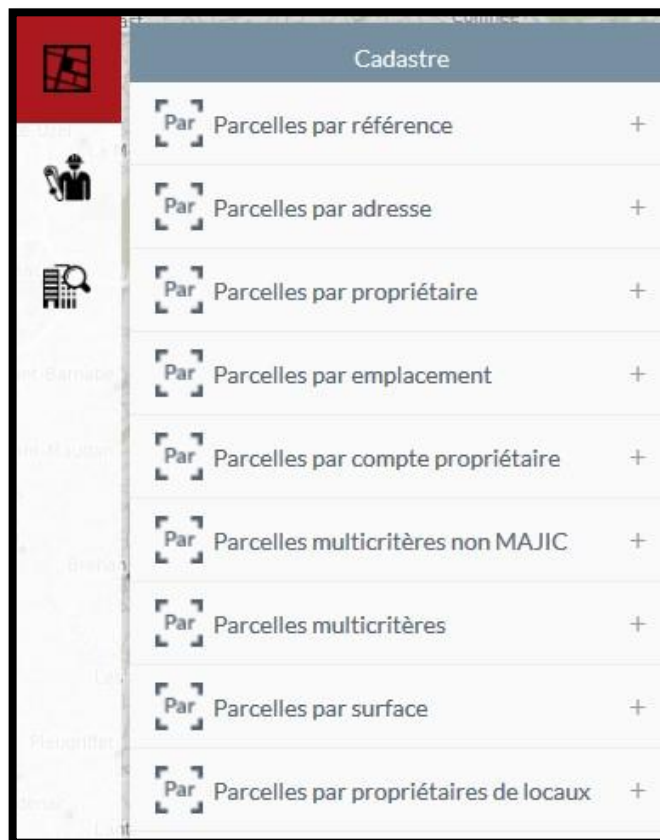 Cadastre
Par Parcelles par référence +
Par Parcelles par adresse +
Par Parcelles par propriétaire +
Par Parcelles par emplacement +
Par Parcelles par compte propriétaire +
Par Parcelles multicritères non MAJIC +
Par Parcelles multicritères +
Par Parcelles par surface +
Par Parcelles par propriétaires de locaux +